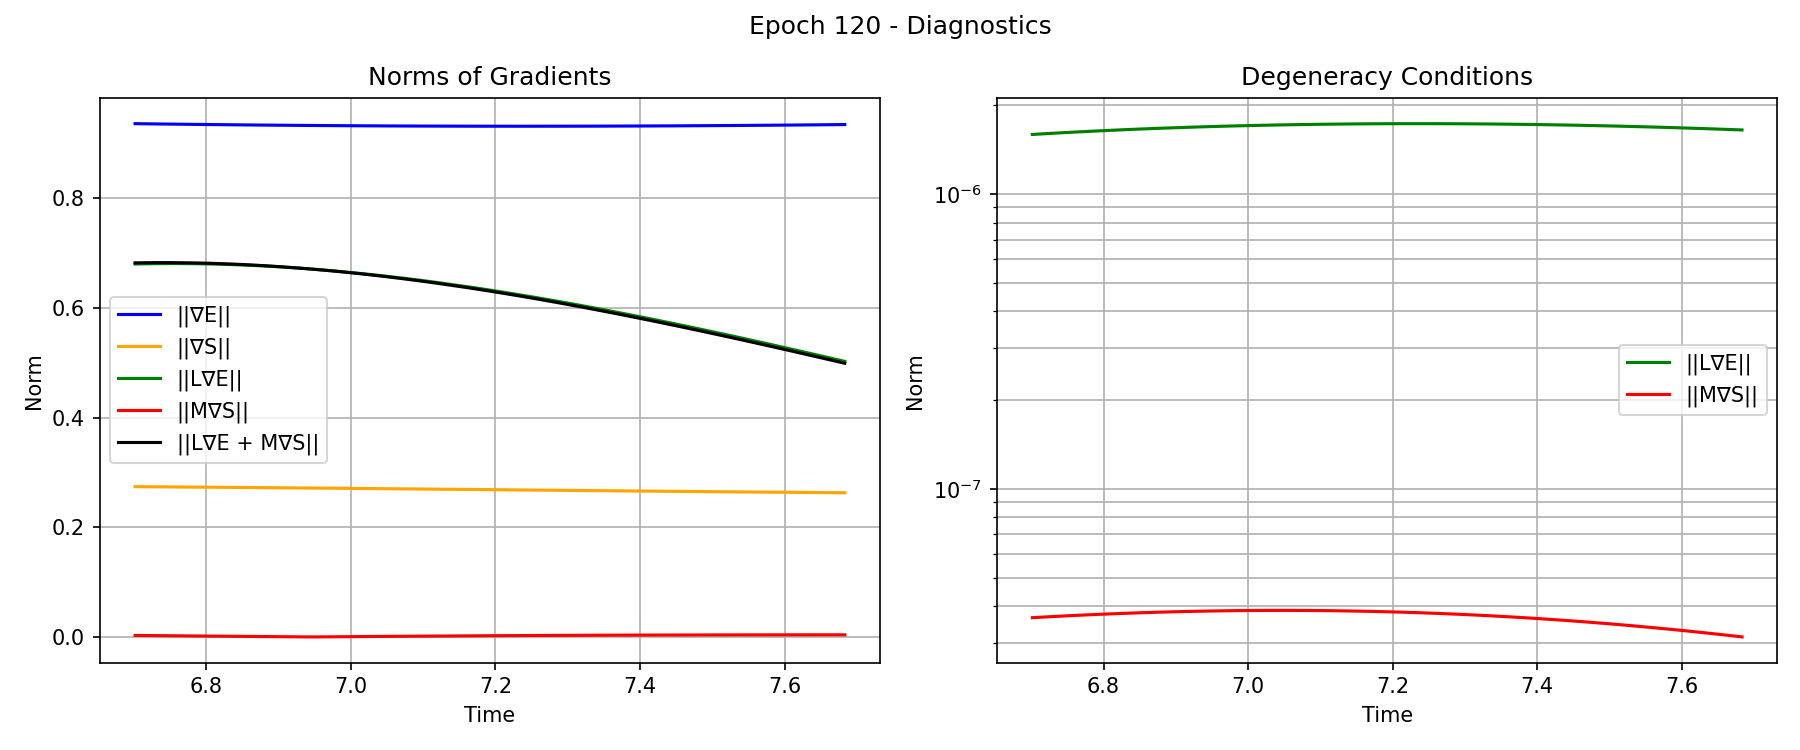 Epoch 120 - Diagnostics
Norms of Gradients
Norm
0.8
0.6
0.4
0.2
0.0
||∇E||
||∇S||
||L∇E||
||M∇S||
||L∇E + M∇S||
6.8
7.0
7.2
7.4
7.6
Time
Degeneracy Conditions
Norm
10⁻⁶
10⁻⁷
||L∇E||
||M∇S||
6.8
7.0
7.2
7.4
7.6
Time